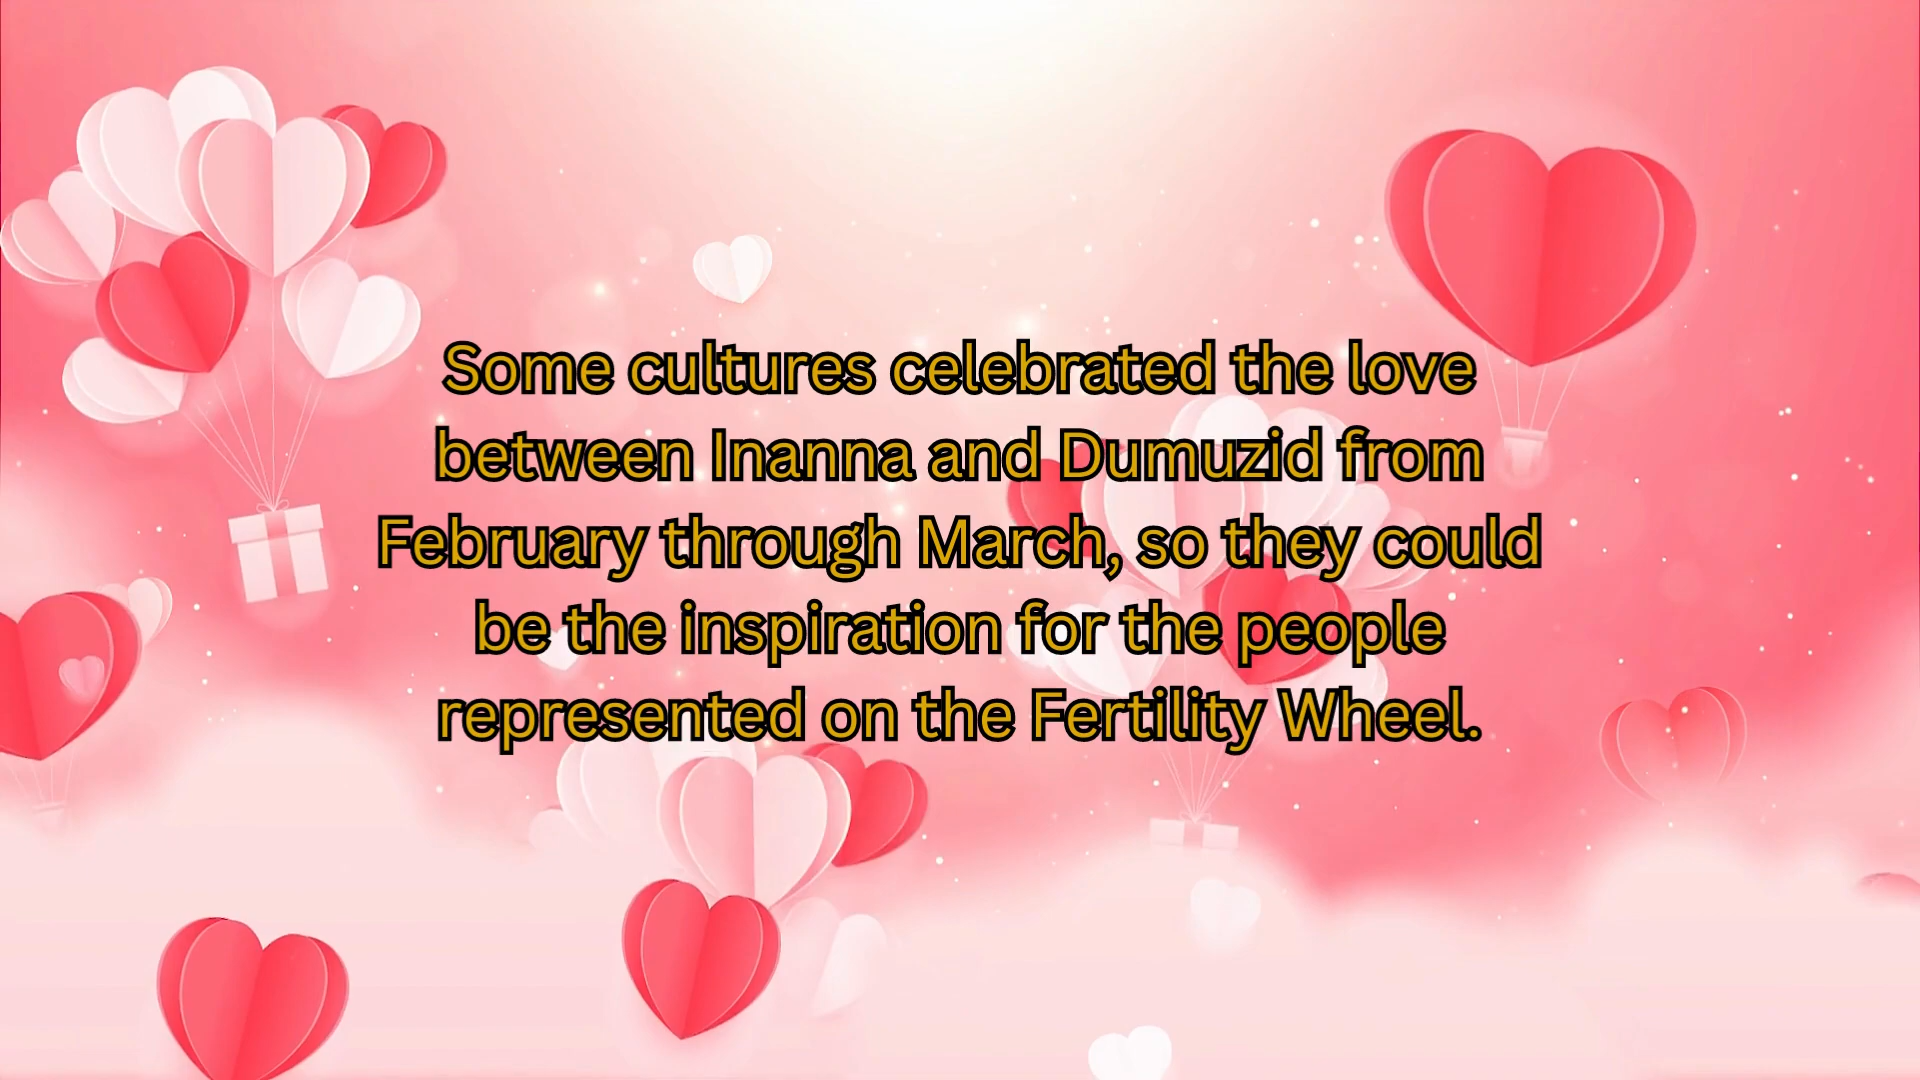 Some cultures celebrated the love
between Inanna and Dumuzid from
February through March, so they could
be the inspiration for the people
represented on the Fertility Wheel.